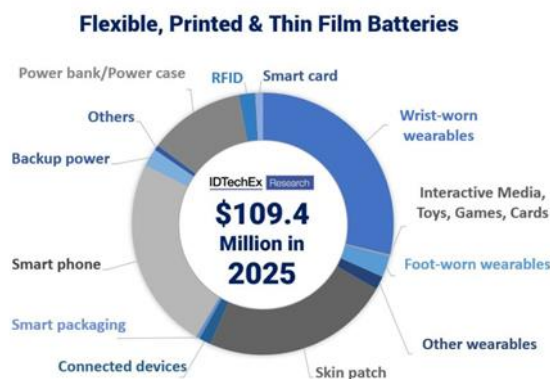 Flexible, Printed & Thin Film Batteries
Power bank/Power case
RFID
Smart card
Others
Wrist-worn
wearables
Backup power
IDTechEx Research
Interactive Media,
Toys, Games, Cards
$109.4
Million in
2025
Smart phone
Foot-worn wearables
Smart packaging
Other wearables
Connected devices
Skin patch